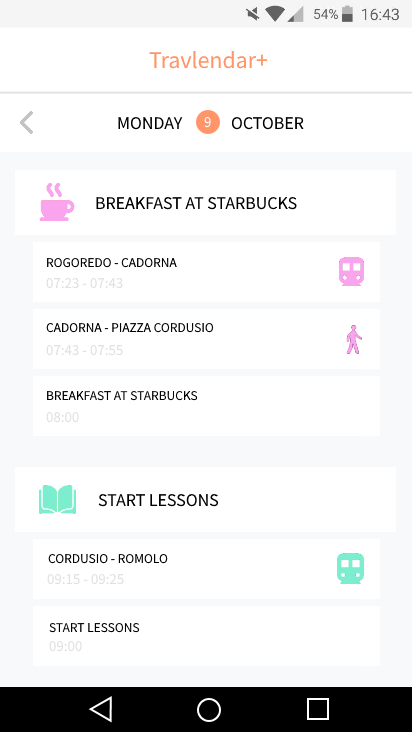 54% 16:43
Travlendar+
MONDAY 9 OCTOBER
BREAKFAST AT STARBUCKS
ROGOREDO - CADORNA
07:23 - 07:43
CADORNA - PIAZZA CORDUSIO
07:43 - 07:55
BREAKFAST AT STARBUCKS
08:00
START LESSONS
CORDUSIO - ROMOLO
09:15 - 09:25
START LESSONS
09:00